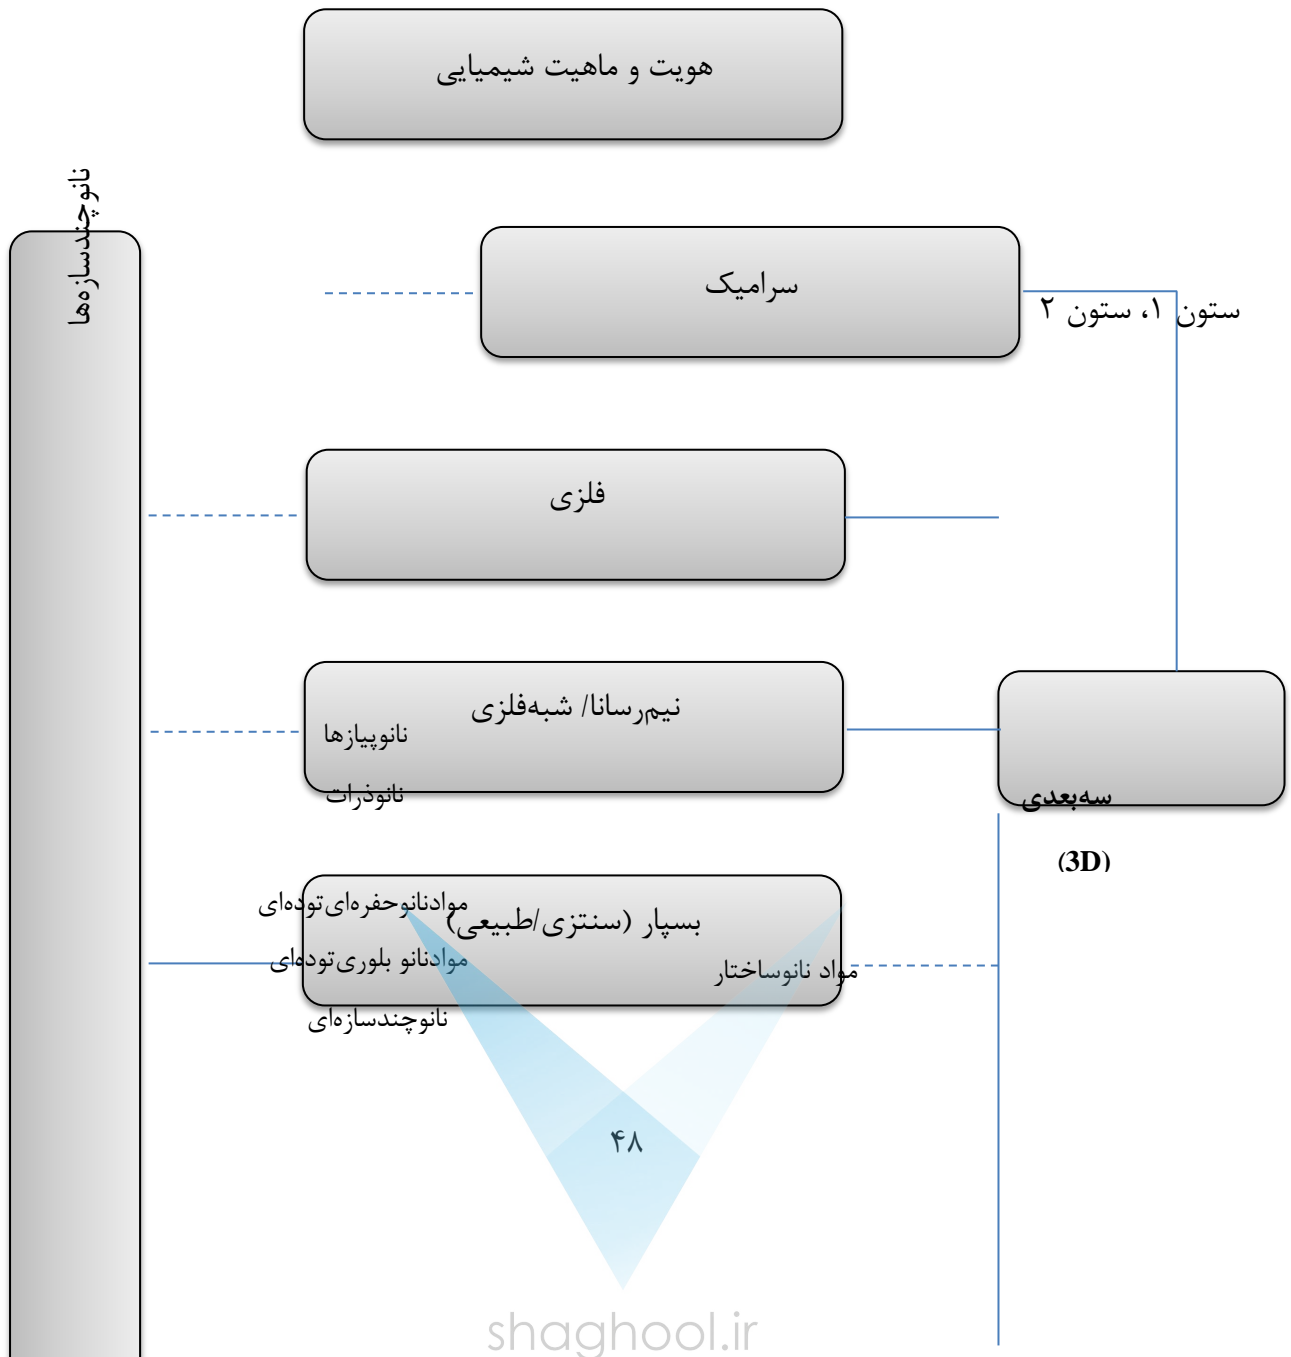 هویت و ماهیت شیمیایی
نانوچندسازه‌ها
سرامیک
ستون ۱، ستون ۲
فلزی
نیم‌رسانا/ شبه‌فلزی
نانوپیازها
نانوذرات
سه‌بعدی
(3D)
موادنانوحفره‌ای‌توده‌ای
بسپار (سنتزی/طبیعی)
موادنانو بلوری‌توده‌ای
مواد نانوساختار
نانوچندسازه‌ای
۴۸
shaghool.ir